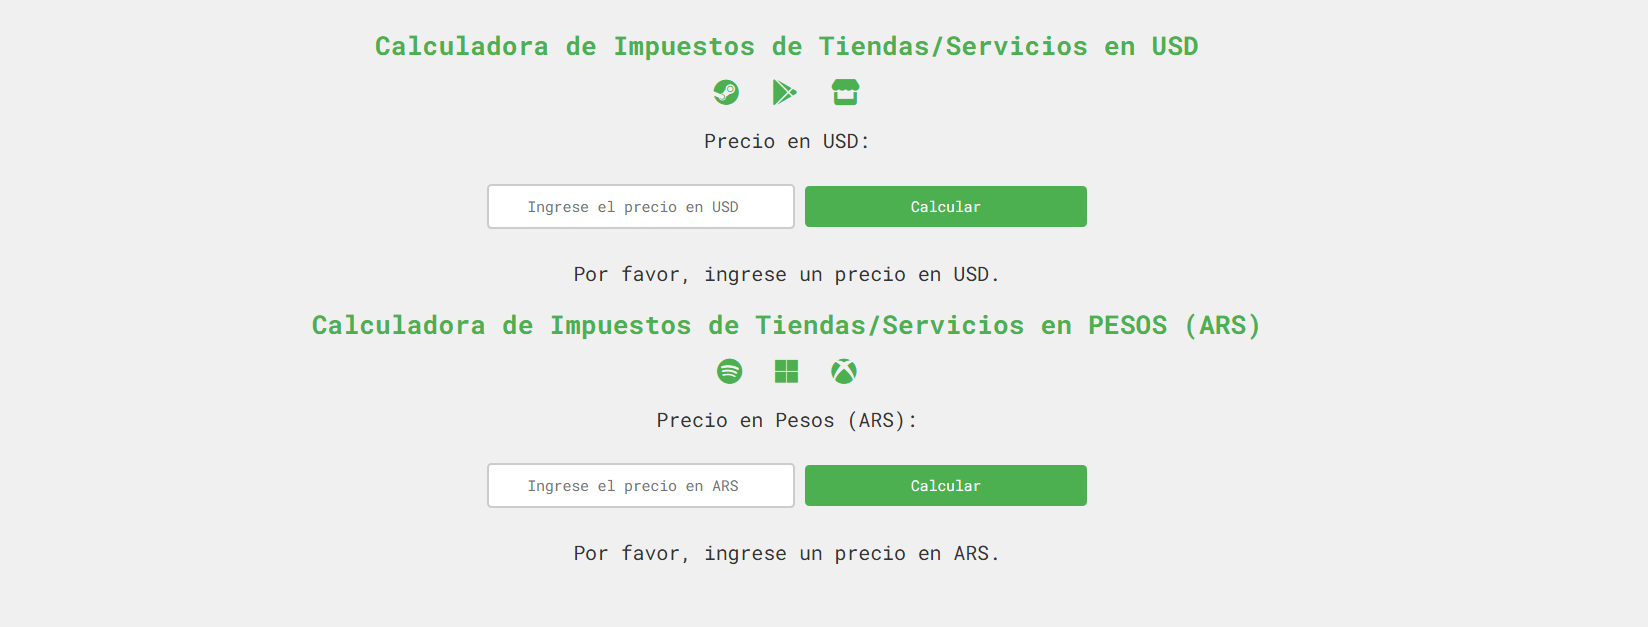 Calculadora de Impuestos de Tiendas/Servicios en USD
Precio en USD:
Ingrese el precio en USD
Calcular
Por favor, ingrese un precio en USD.
Calculadora de Impuestos de Tiendas/Servicios en PESOS (ARS)
Precio en Pesos (ARS):
Ingrese el precio en ARS
Calcular
Por favor, ingrese un precio en ARS.